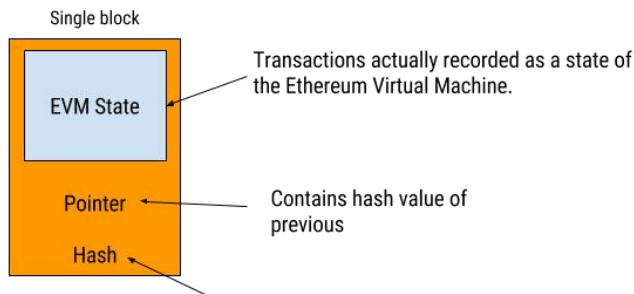 Single block
Transactions actually recorded as a state of
the Ethereum Virtual Machine.
EVM State
Pointer
Contains hash value of
previous
Hash